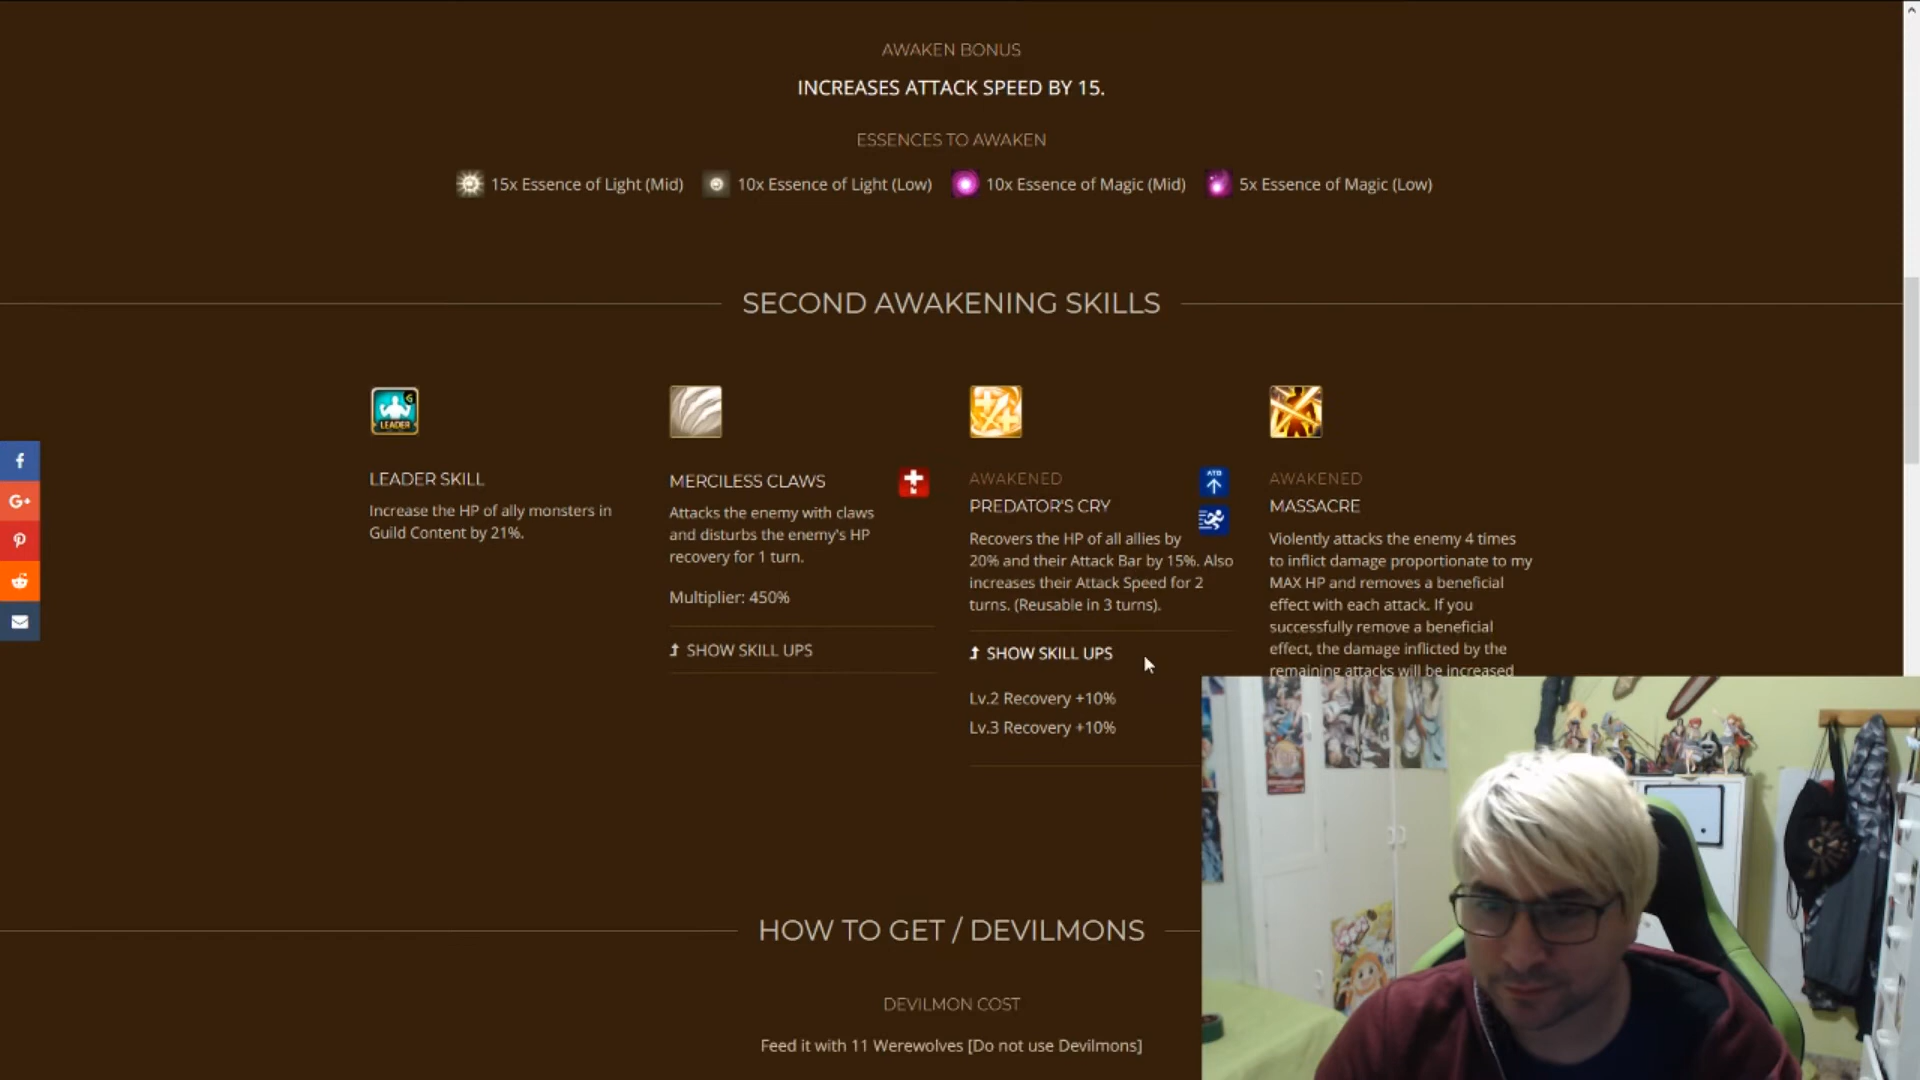 AWAKEN BONUS
INCREASES ATTACK SPEED BY 15.
ESSENCES TO AWAKEN
15x Essence of Light (Mid) 10x Essence of Light (Low) 10x Essence of Magic (Mid) 5x Essence of Magic (Low)
SECOND AWAKENING SKILLS
LEADER
LEADER SKILL
Increase the HP of ally monsters in
Guild Content by 21%.
MERCILESS CLAWS
Attacks the enemy with claws
and disturbs the enemy's HP
recovery for 1 turn.
Multiplier: 450%
SHOW SKILL UPS
AWAKENED
PREDATOR'S CRY
Recovers the HP of all allies by
20% and their Attack Bar by 15%. Also
increases their Attack Speed for 2
turns. (Reusable in 3 turns).
SHOW SKILL UPS
Lv.2 Recovery +10%
Lv.3 Recovery +10%
AWAKENED
MASSACRE
Violently attacks the enemy 4 times
to inflict damage proportionate to my
MAX HP and removes a beneficial
effect with each attack. If you
successfully remove a beneficial
effect, the damage inflicted by the
remaining attacks will be increased
HOW TO GET / DEVILMONS
DEVILMON COST
Feed it with 11 Werewolves [Do not use Devilmons]
f
G+